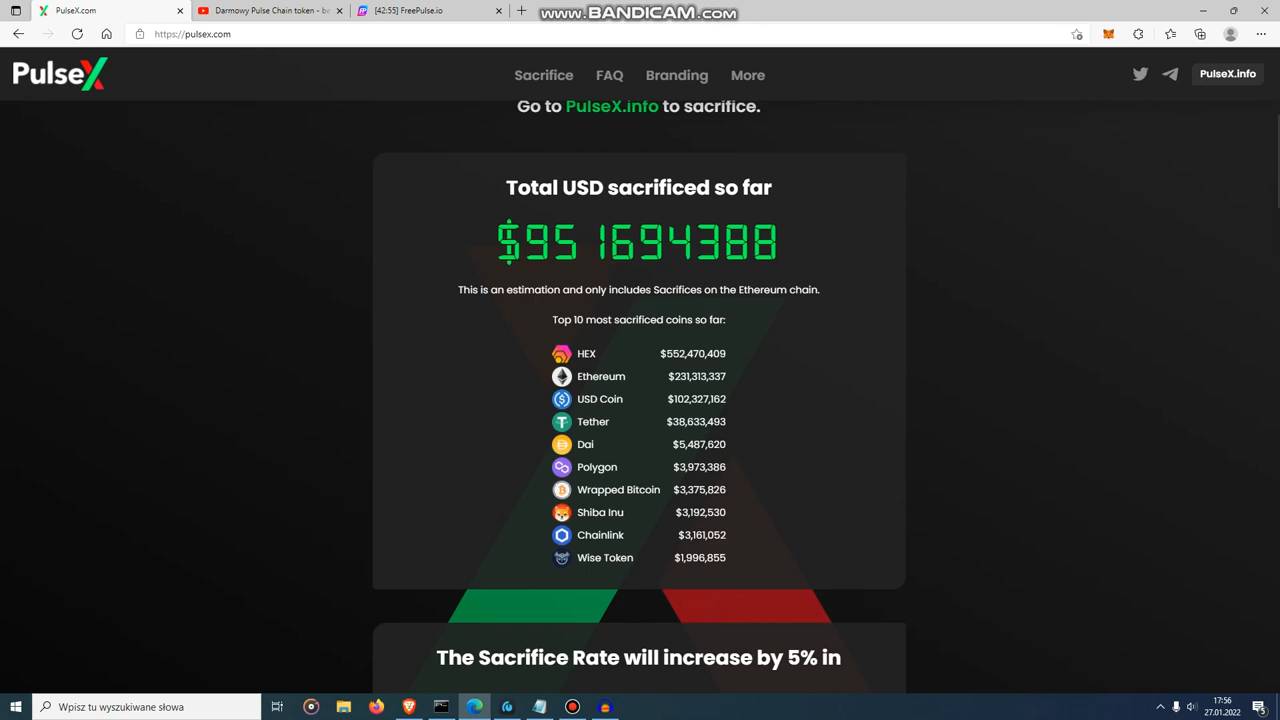 PulseX.com
Darmowy Pulse Chain token - be
[42:55] FreePulse.io
www.BANDICAM.com
https://pulsex.com
PulseX
Sacrifice
FAQ
Branding
More
PulseX.info
Go to PulseX.info to sacrifice.
Total USD sacrificed so far
$951694388
This is an estimation and only includes Sacrifices on the Ethereum chain.
Top 10 most sacrificed coins so far:
HEX $552,470,409
Ethereum $231,313,337
USD Coin $102,327,162
Tether $38,633,493
Dai $5,487,620
Polygon $3,973,386
Wrapped Bitcoin $3,375,826
Shiba Inu $3,192,530
Chainlink $3,161,052
Wise Token $1,996,855
The Sacrifice Rate will increase by 5% in
Wpisz tu wyszukiwane słowa
17:56
27.01.2022